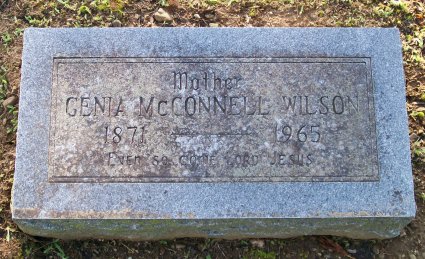 Mother
GENIA McCONNELL WILSON
1871 — 1965
EVEN SO COME LORD JESUS